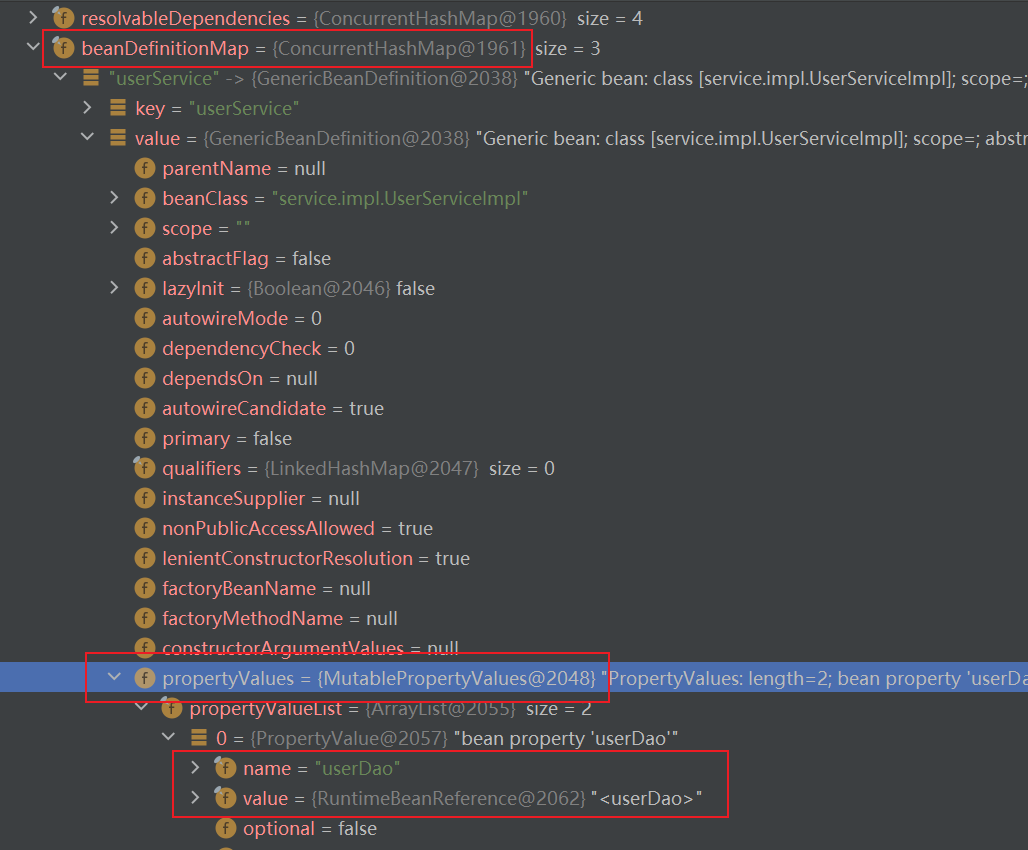 resolvableDependencies = {ConcurrentHashMap@1960} size = 4
beanDefinitionMap = {ConcurrentHashMap@1961} size = 3
"userService" -> {GenericBeanDefinition@2038} "Generic bean: class [service.impl.UserServiceImpl]; scope=;
key = "userService"
value = {GenericBeanDefinition@2038} "Generic bean: class [service.impl.UserServiceImpl]; scope=; abstr
parentName = null
beanClass = "service.impl.UserServiceImpl"
scope = ""
abstractFlag = false
lazyInit = {Boolean@2046} false
autowireMode = 0
dependencyCheck = 0
dependsOn = null
autowireCandidate = true
primary = false
qualifiers = {LinkedHashMap@2047} size = 0
instanceSupplier = null
nonPublicAccessAllowed = true
lenientConstructorResolution = true
factoryBeanName = null
factoryMethodName = null
constructorArgumentValues = null
propertyValues = {MutablePropertyValues@2048} "PropertyValues: length=2; bean property 'userDa
propertyValueList = {ArrayList@2055} size = 2
0 = {PropertyValue@2057} "bean property 'userDao'"
name = "userDao"
value = {RuntimeBeanReference@2062} "<userDao>"
optional = false